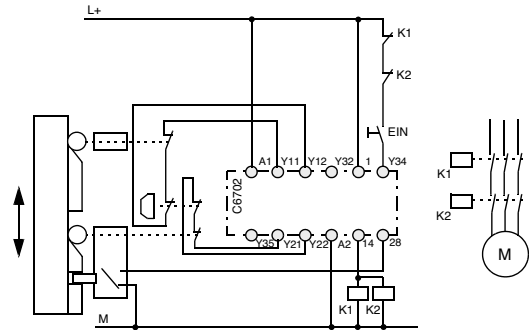 L+
K1
K2
EIN
A1 Y11 Y12 Y32 1 Y34
C6702
Y35 Y21 Y22 A2 14 28
K1 K2
M
K1
K2
M